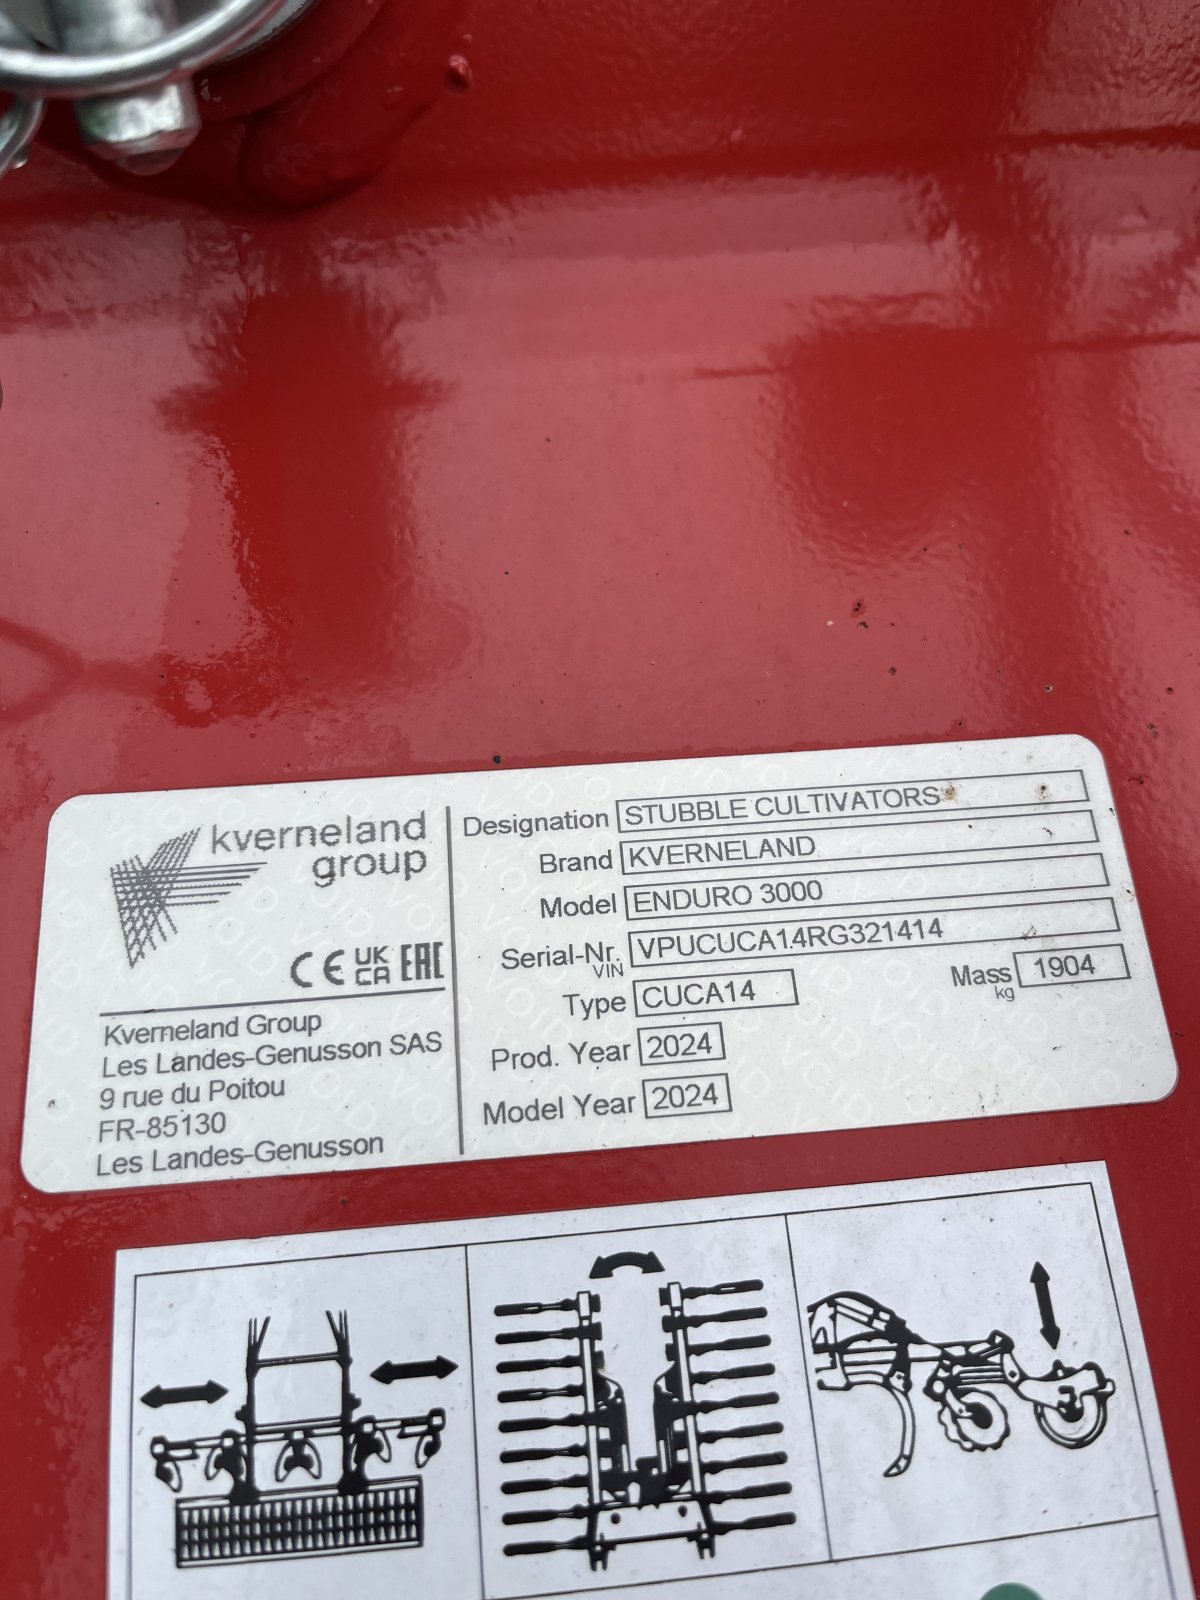 kverneland
group
CE UK CA EAC
Kverneland Group
Les Landes-Genusson SAS
9 rue du Poitou
FR-85130
Les Landes-Genusson
Designation STUBBLE CULTIVATORS
Brand KVERNELAND
Model ENDURO 3000
Serial-Nr. VPUCUCA14RG321414
VIN
Type CUCA14 Mass 1904
kg
Prod. Year 2024
Model Year 2024